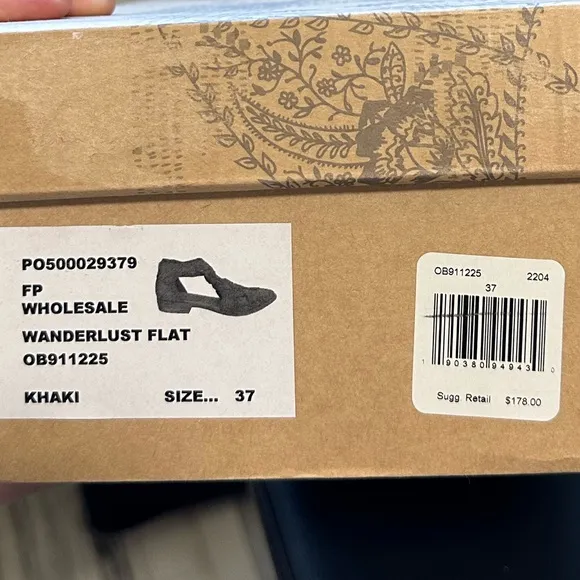 PO500029379
FP
WHOLESALE
WANDERLUST FLAT
OB911225
KHAKI SIZE... 37
OB911225 2204
37
1 90380 94943 0
Sugg. Retail $178.00